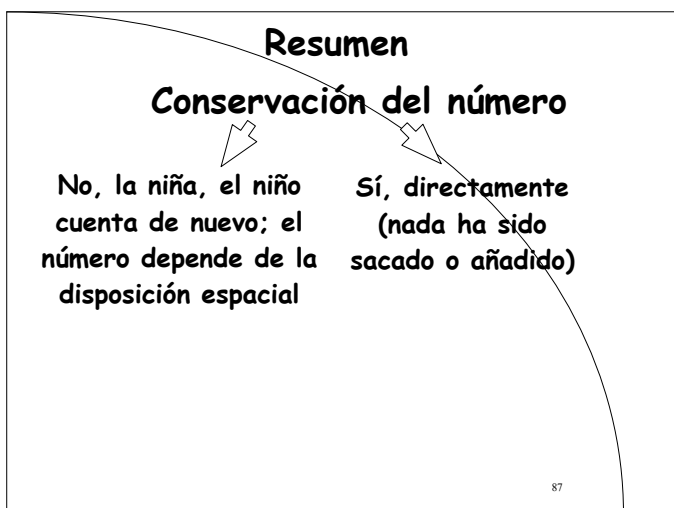 Resumen
Conservación del número
No, la niña, el niño
cuenta de nuevo; el
número depende de la
disposición espacial
Sí, directamente
(nada ha sido
sacado o añadido)
87